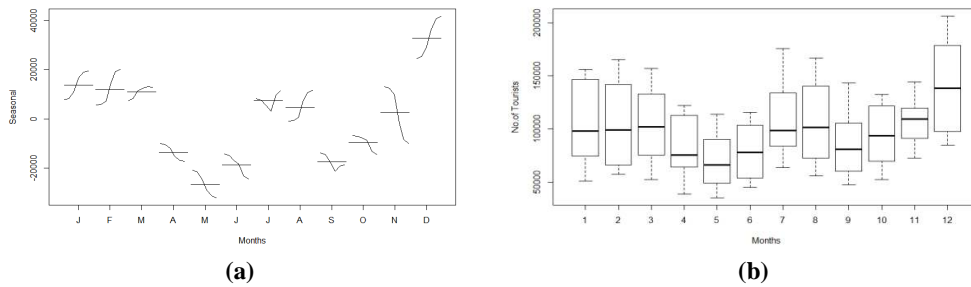 Seasonal
40000
20000
0
-20000
J F M A M J J A S O N D
Months
(a)
No.of Tourists
200000
150000
100000
50000
1 2 3 4 5 6 7 8 9 10 11 12
Months
(b)